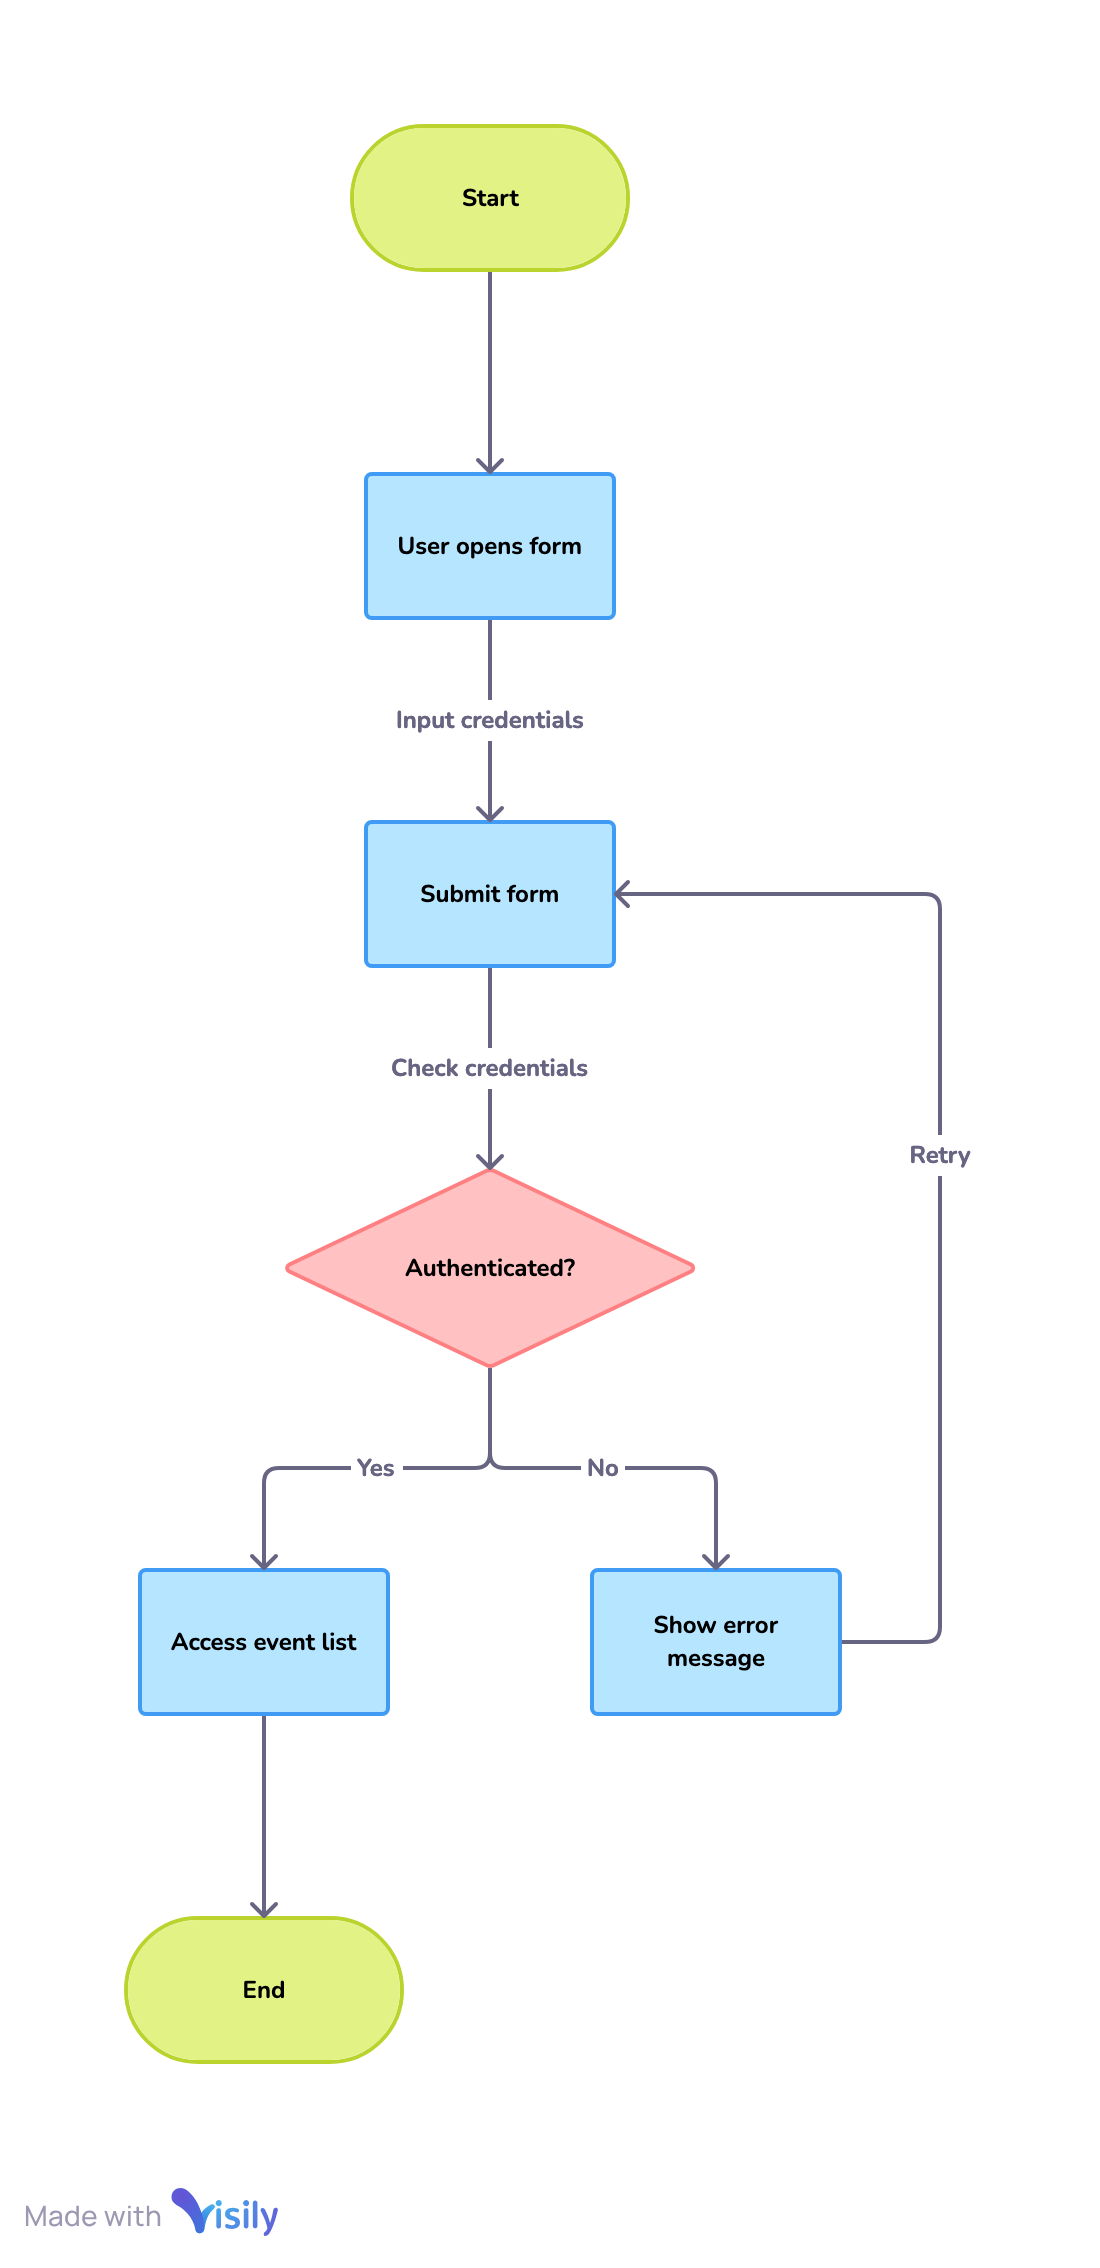 Start
User opens form
Input credentials
Submit form
Check credentials
Retry
Authenticated?
Yes
No
Access event list
Show error
message
End
Made with Visily